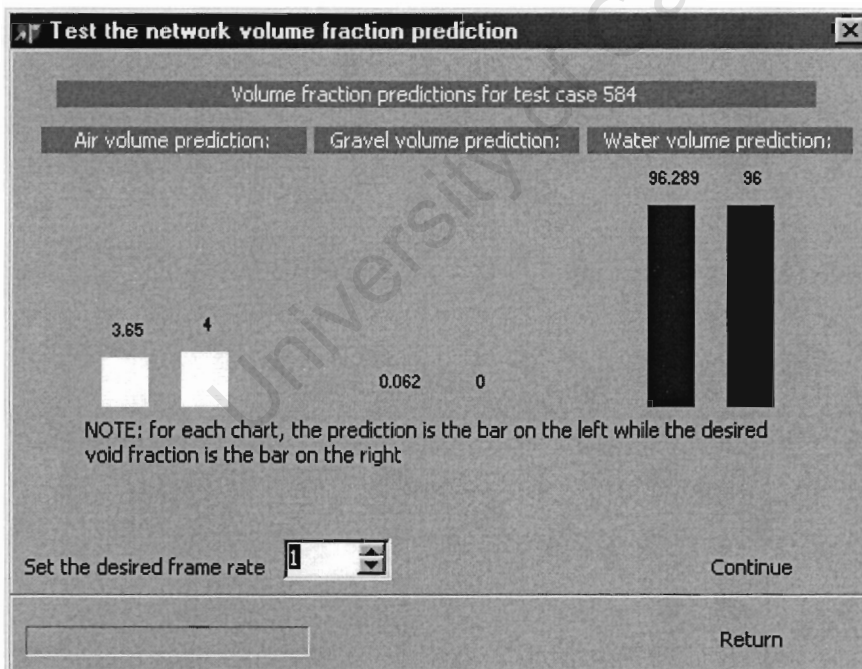 Test the network volume fraction prediction
Volume fraction predictions for test case 584
Air volume prediction:
Gravel volume prediction:
Water volume prediction:
96.289
96
3.65
4
0.062
0
NOTE: for each chart, the prediction is the bar on the left while the desired
void fraction is the bar on the right
Set the desired frame rate
1
Continue
Return
University of Ca